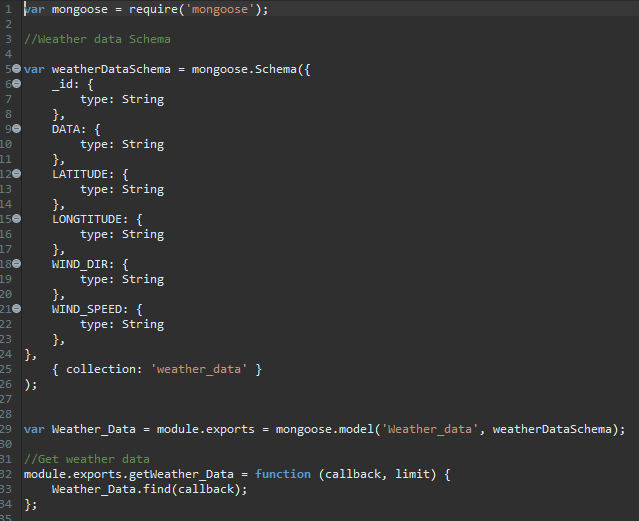 1 var mongoose = require('mongoose');
2
3 //Weather data Schema
4
5 var weatherDataSchema = mongoose.Schema({
6     _id: {
7         type: String
8     },
9     DATA: {
10         type: String
11     },
12     LATITUDE: {
13         type: String
14     },
15     LONGTITUDE: {
16         type: String
17     },
18     WIND_DIR: {
19         type: String
20     },
21     WIND_SPEED: {
22         type: String
23     },
24 },
25     { collection: 'weather_data' }
26 );
27
28
29 var Weather_Data = module.exports = mongoose.model('Weather_data', weatherDataSchema);
30
31 //Get weather data
32 module.exports.getWeather_Data = function (callback, limit) {
33     Weather_Data.find(callback);
34 };
35